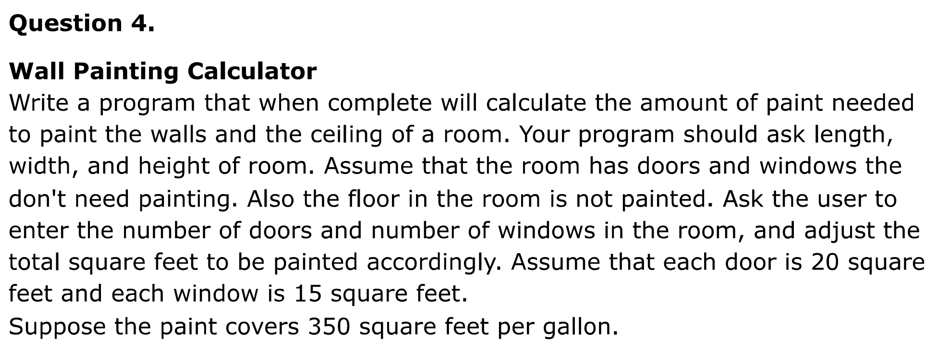 Question 4.
Wall Painting Calculator
Write a program that when complete will calculate the amount of paint needed
to paint the walls and the ceiling of a room. Your program should ask length,
width, and height of room. Assume that the room has doors and windows the
don't need painting. Also the floor in the room is not painted. Ask the user to
enter the number of doors and number of windows in the room, and adjust the
total square feet to be painted accordingly. Assume that each door is 20 square
feet and each window is 15 square feet.
Suppose the paint covers 350 square feet per gallon.